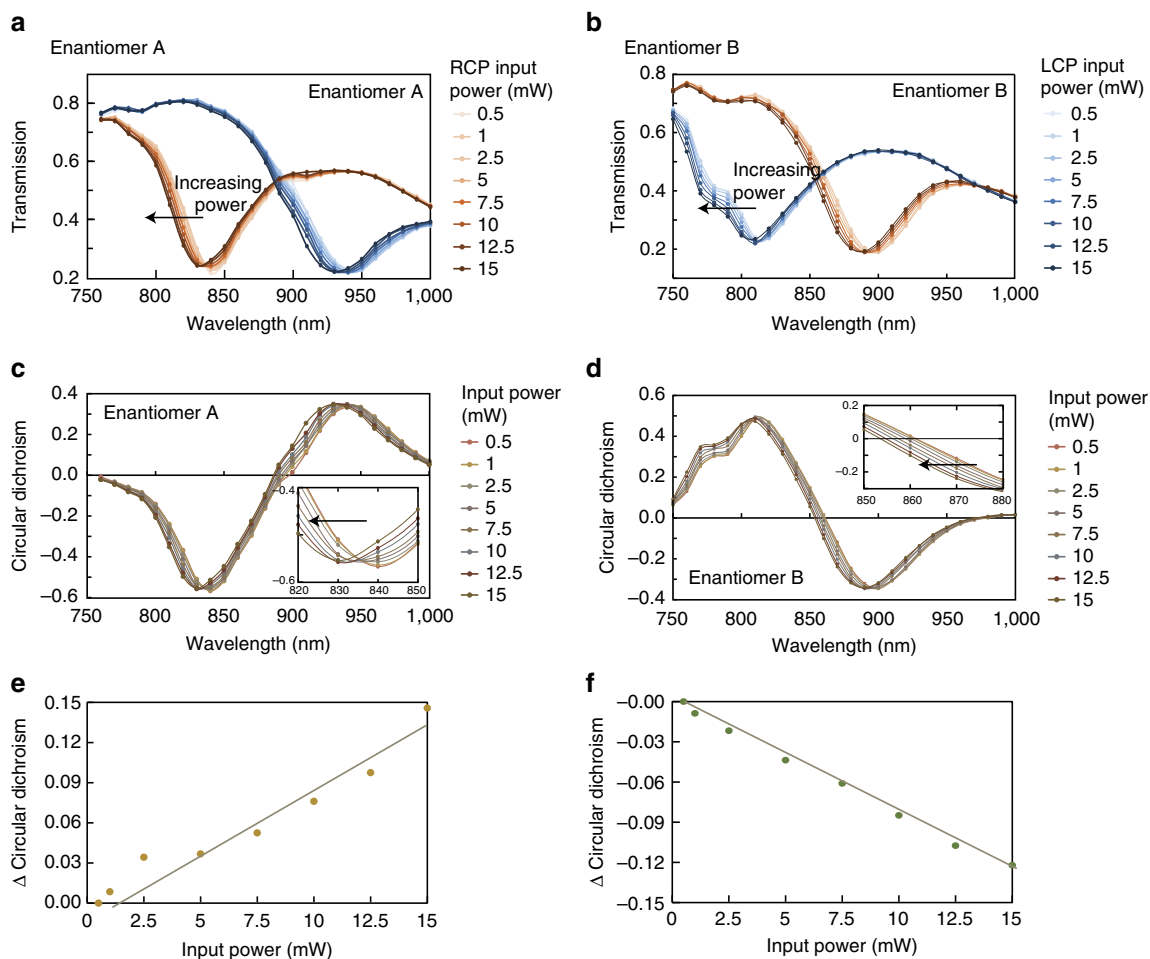 a
Enantiomer A
Enantiomer A
Transmission
0.8
0.6
0.4
0.2
Increasing
power
750 800 850 900 950 1,000
Wavelength (nm)
RCP input
power (mW)
0.5
1
2.5
5
7.5
10
12.5
15
b
Enantiomer B
Enantiomer B
Transmission
0.8
0.6
0.4
0.2
Increasing
power
750 800 850 900 950 1,000
Wavelength (nm)
LCP input
power (mW)
0.5
1
2.5
5
7.5
10
12.5
15
c
Enantiomer A
Circular dichroism
0.4
0.2
0.0
−0.2
−0.4
−0.6
−0.4
−0.6
820 830 840 850
750 800 850 900 950 1,000
Wavelength (nm)
Input power
(mW)
0.5
1
2.5
5
7.5
10
12.5
15
d
Circular dichroism
0.6
0.4
0.2
0.0
−0.2
−0.4
0.2
0
−0.2
850 860 870 880
Enantiomer B
750 800 850 900 950 1,000
Wavelength (nm)
Input power
(mW)
0.5
1
2.5
5
7.5
10
12.5
15
e
Δ Circular dichroism
0.15
0.12
0.09
0.06
0.03
0.00
0 2.5 5 7.5 10 12.5 15
Input power (mW)
f
Δ Circular dichroism
−0.00
−0.03
−0.06
−0.09
−0.12
−0.15
0 2.5 5 7.5 10 12.5 15
Input power (mW)